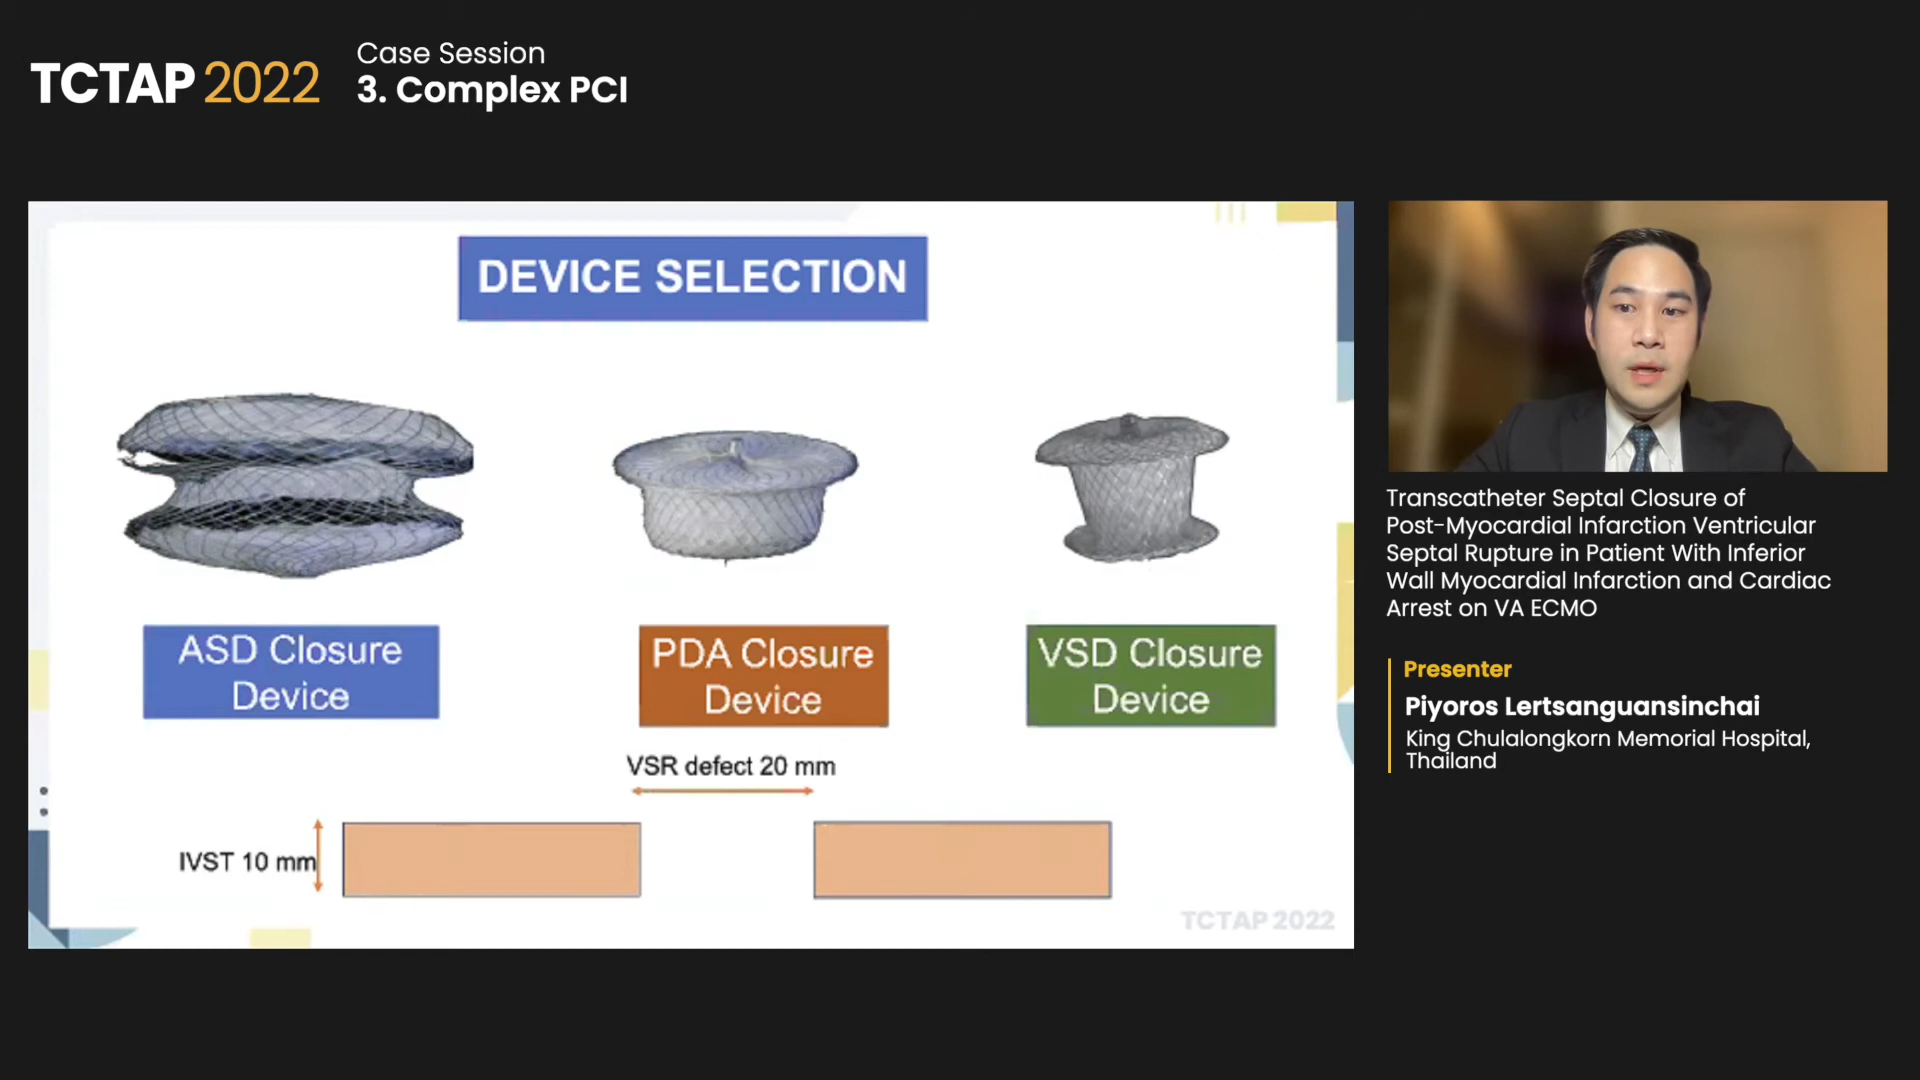 TCTAP 2022
Case Session
3. Complex PCI
DEVICE SELECTION
ASD Closure
Device
PDA Closure
Device
VSD Closure
Device
VSR defect 20 mm
IVST 10 mm
TCTAP 2022
Transcatheter Septal Closure of
Post-Myocardial Infarction Ventricular
Septal Rupture in Patient With Inferior
Wall Myocardial Infarction and Cardiac
Arrest on VA ECMO
Presenter
Piyoros Lertsanguansinchai
King Chulalongkorn Memorial Hospital,
Thailand